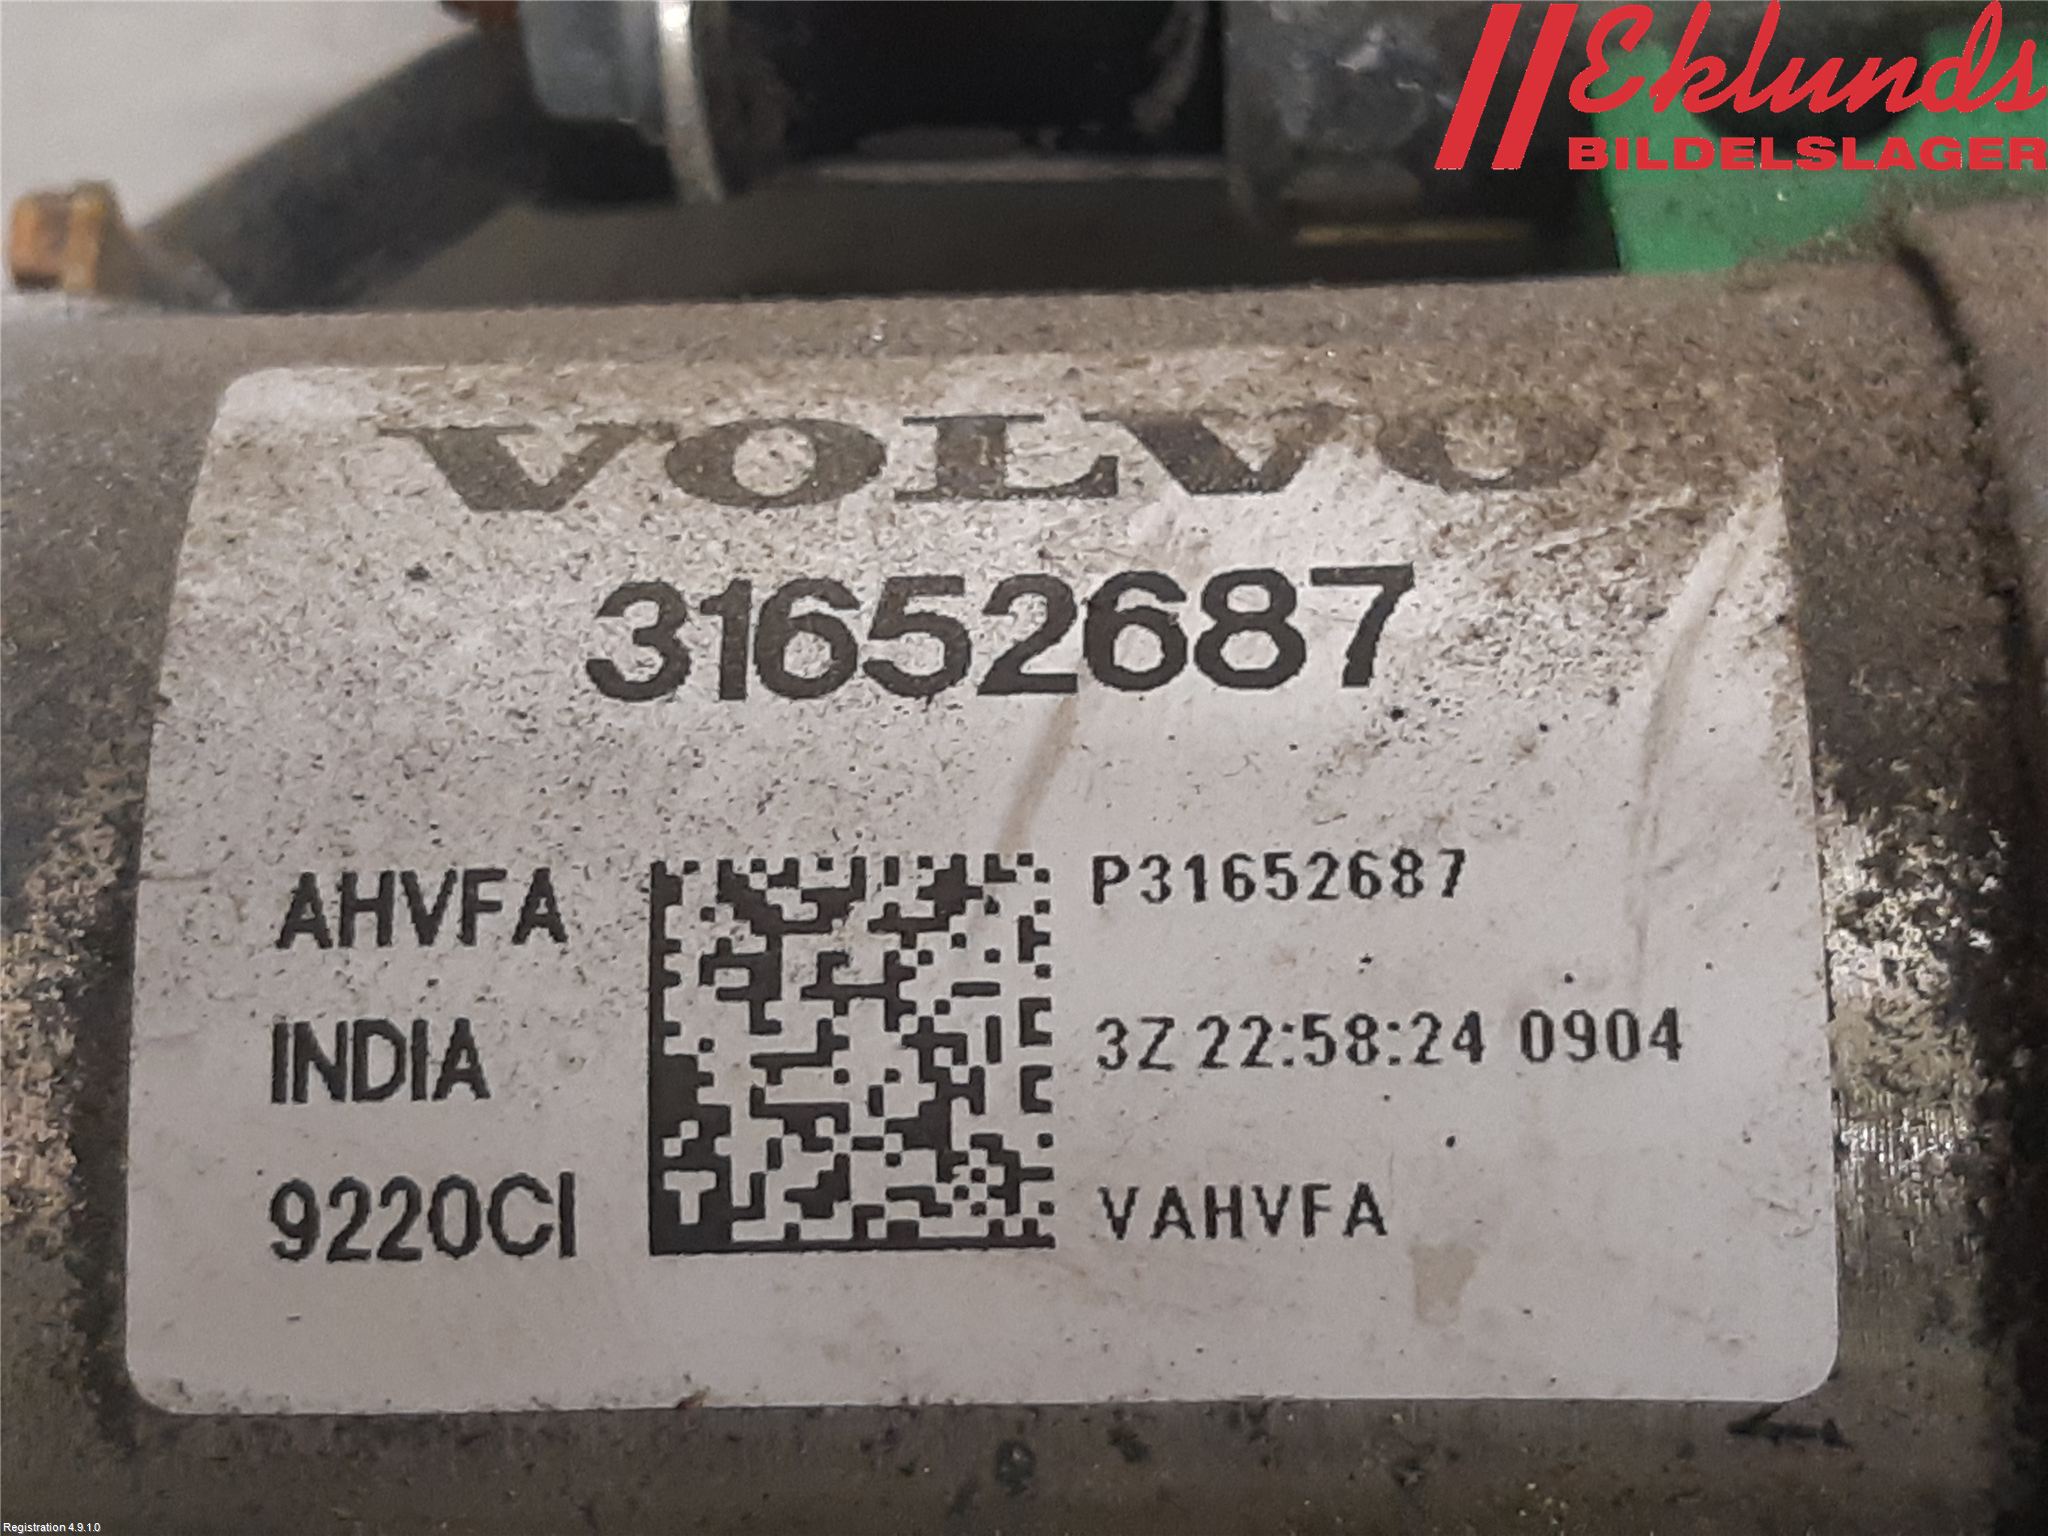 Eklunds
BILDELSLAGER
VOLVO
31652687
AHVFA
INDIA
9220CI
P31652687
3Z 22:58:24 0904
VAHVFA
Registration 4.9.1.0